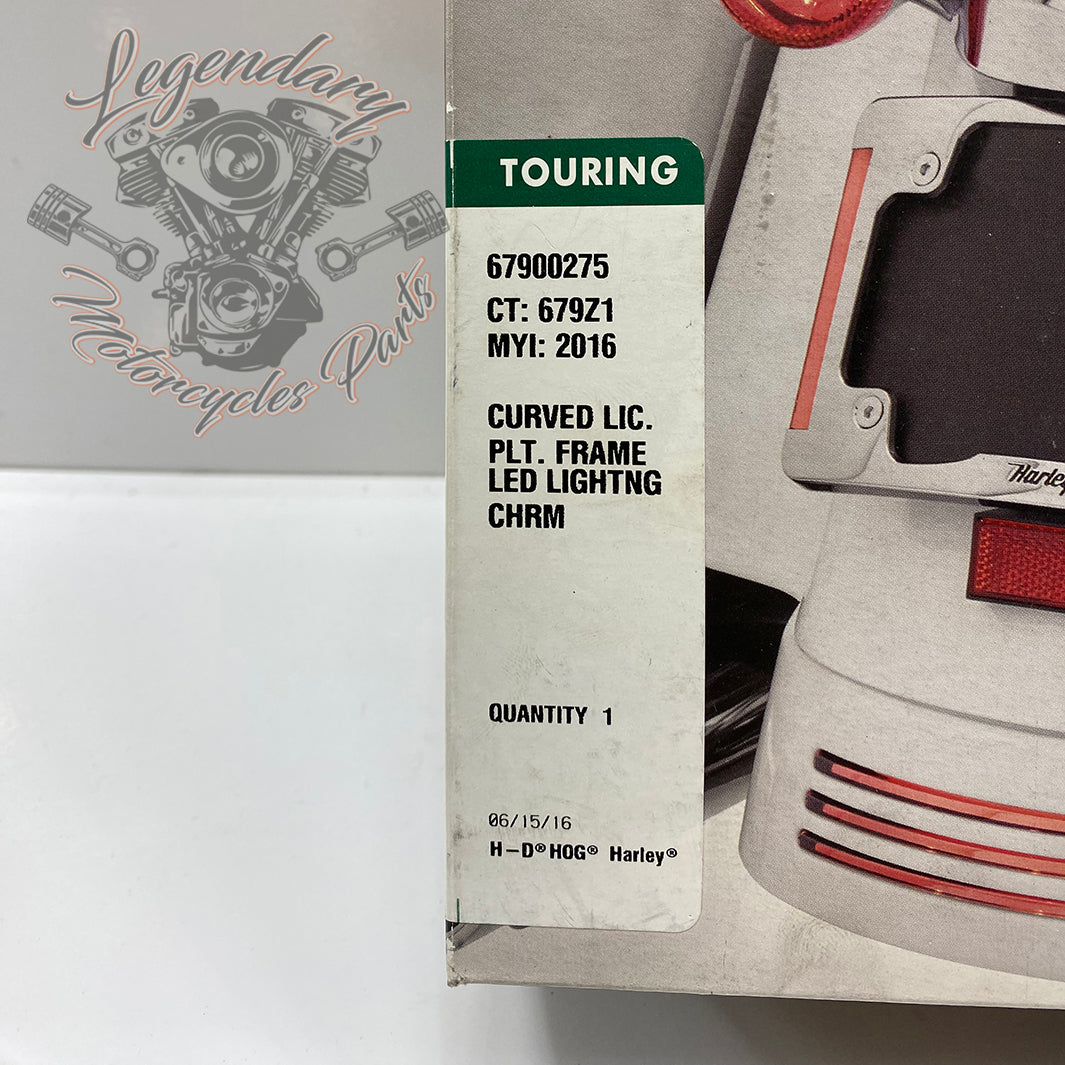 Legendary
Motorcycles Parts
TOURING
67900275
CT: 679Z1
MYI: 2016
CURVED LIC.
PLT. FRAME
LED LIGHTNG
CHRM
QUANTITY 1
06/15/16
H-D® HOG® Harley®
Harley